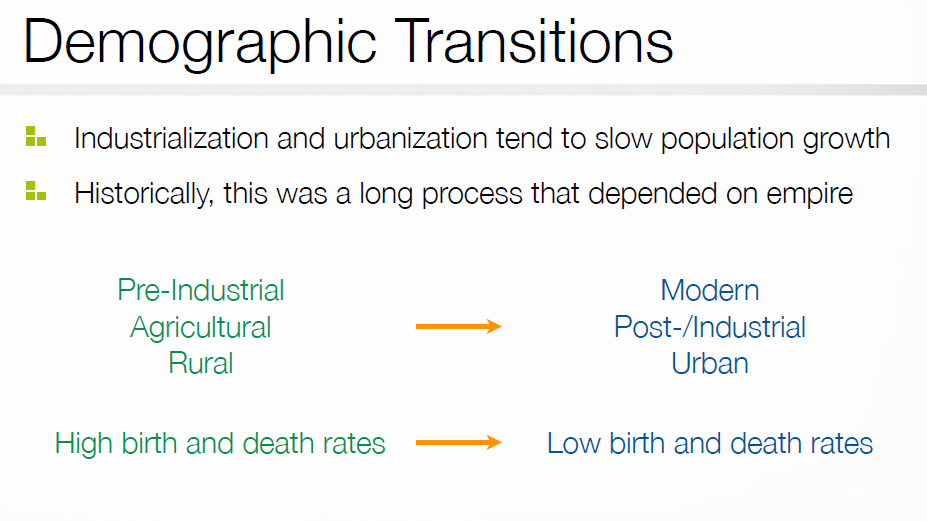 Demographic Transitions
Industrialization and urbanization tend to slow population growth
Historically, this was a long process that depended on empire
Pre-Industrial
Agricultural
Rural
Modern
Post-/Industrial
Urban
High birth and death rates
Low birth and death rates